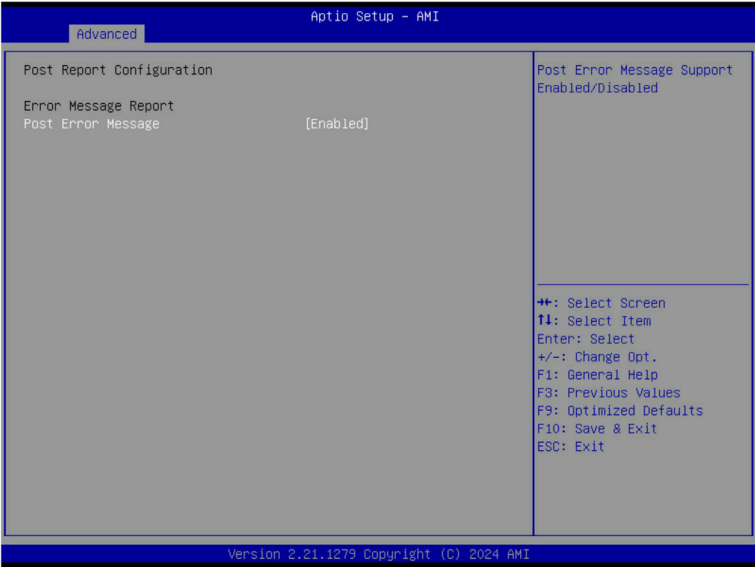 Aptio Setup – AMI
Advanced
Post Report Configuration
Error Message Report
Post Error Message [Enabled]
Post Error Message Support
Enabled/Disabled
→←: Select Screen
↑↓: Select Item
Enter: Select
+/-: Change Opt.
F1: General Help
F3: Previous Values
F9: Optimized Defaults
F10: Save & Exit
ESC: Exit
Version 2.21.1279 Copyright (C) 2024 AMI